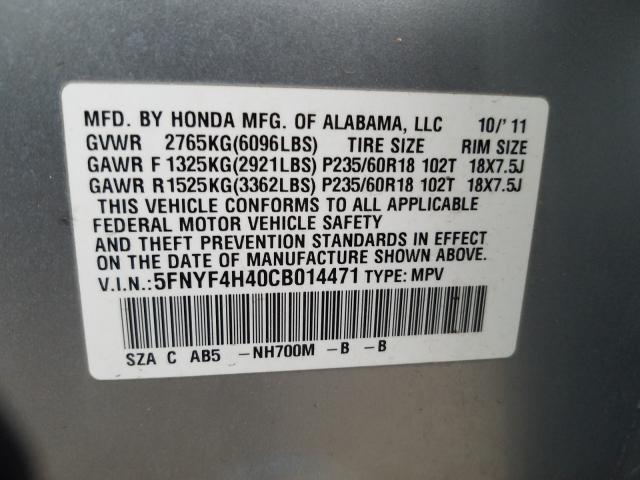 MFD. BY HONDA MFG. OF ALABAMA, LLC 10/' 11
GVWR 2765KG(6096LBS) TIRE SIZE RIM SIZE
GAWR F 1325KG(2921LBS) P235/60R18 102T 18X7.5J
GAWR R 1525KG(3362LBS) P235/60R18 102T 18X7.5J
THIS VEHICLE CONFORMS TO ALL APPLICABLE
FEDERAL MOTOR VEHICLE SAFETY
AND THEFT PREVENTION STANDARDS IN EFFECT
ON THE DATE OF MANUFACTURE SHOWN ABOVE.
V.I.N.:5FNYF4H40CB014471 TYPE: MPV
SZA C AB5 -NH700M -B -B